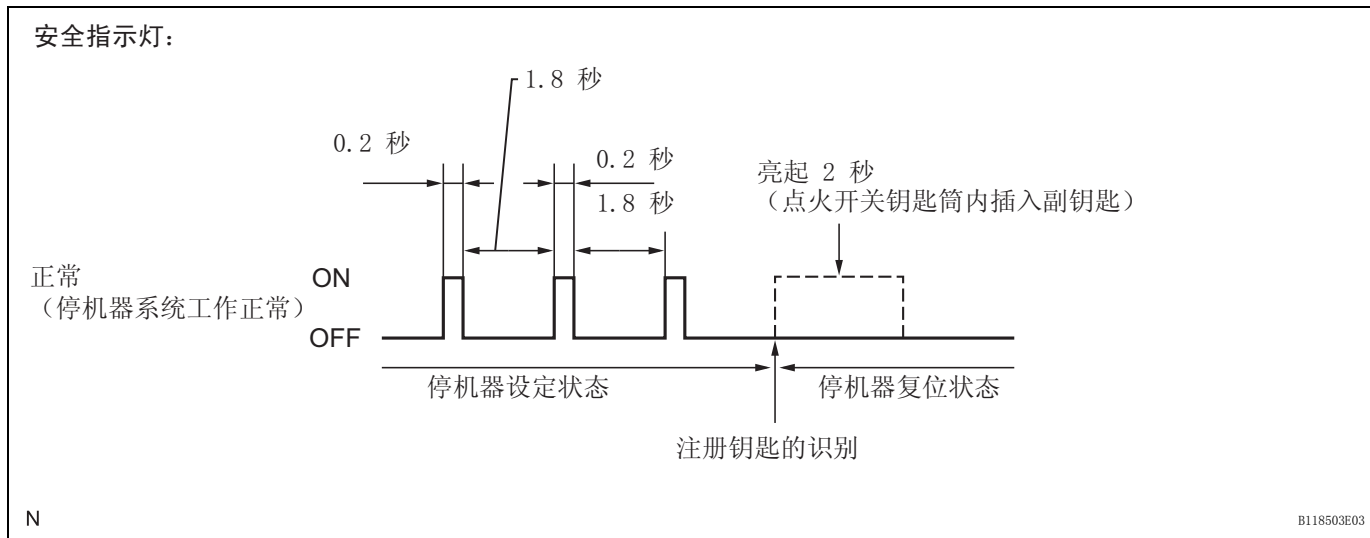 安全指示灯：
1.8 秒
0.2 秒
0.2 秒
1.8 秒
亮起 2 秒
（点火开关钥匙筒内插入副钥匙）
正常
（停机器系统工作正常）
ON
OFF
停机器设定状态
停机器复位状态
注册钥匙的识别
N
B118503E03